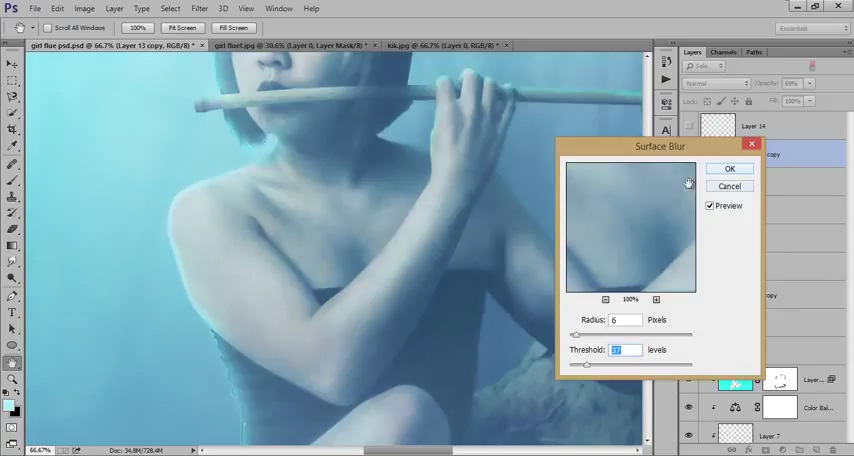 Ps File Edit Image Layer Type Select Filter 3D View Window Help
Scroll All Windows 100% Fit Screen Fill Screen Essentials
girl flue psd.psd @ 66.7% (Layer 13 copy, RGB/8) * × girl fluet.jpg @ 30.6% (Layer 0, Layer Mask/8) * × kik.jpg @ 66.7% (Layer 0, RGB/8) * ×
Layers Channels Paths
Normal Opacity: 69%
Lock: Fill: 100%
Layer 14
copy
Surface Blur
OK
Cancel
Preview
100%
Radius: 6 Pixels
Threshold: 37 levels
copy
Layer...
Color Bal...
Layer 7
66.67% Doc: 34.8M/728.4M